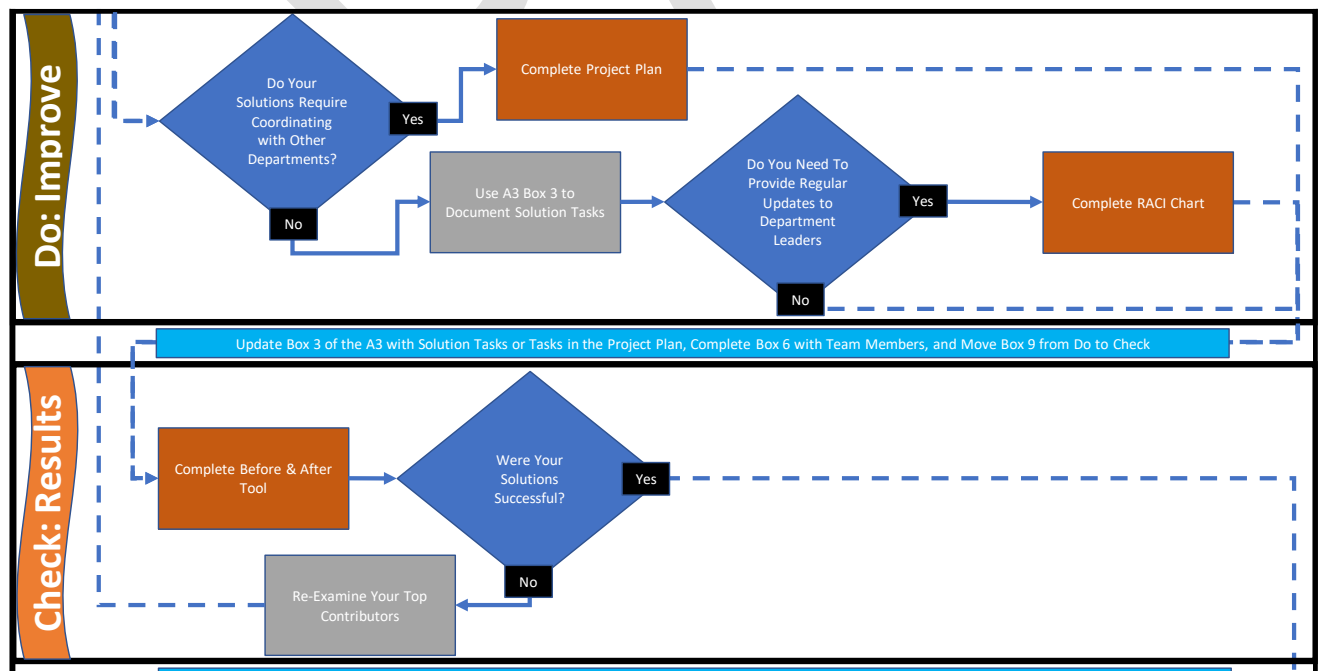 Do: Improve
Do Your
Solutions Require
Coordinating
with Other
Departments?
Yes
No
Complete Project Plan
Use A3 Box 3 to
Document Solution Tasks
Do You Need To
Provide Regular
Updates to
Department
Leaders
Yes
No
Complete RACI Chart
Update Box 3 of the A3 with Solution Tasks or Tasks in the Project Plan, Complete Box 6 with Team Members, and Move Box 9 from Do to Check
Check: Results
Complete Before & After
Tool
Were Your
Solutions
Successful?
Yes
No
Re-Examine Your Top
Contributors